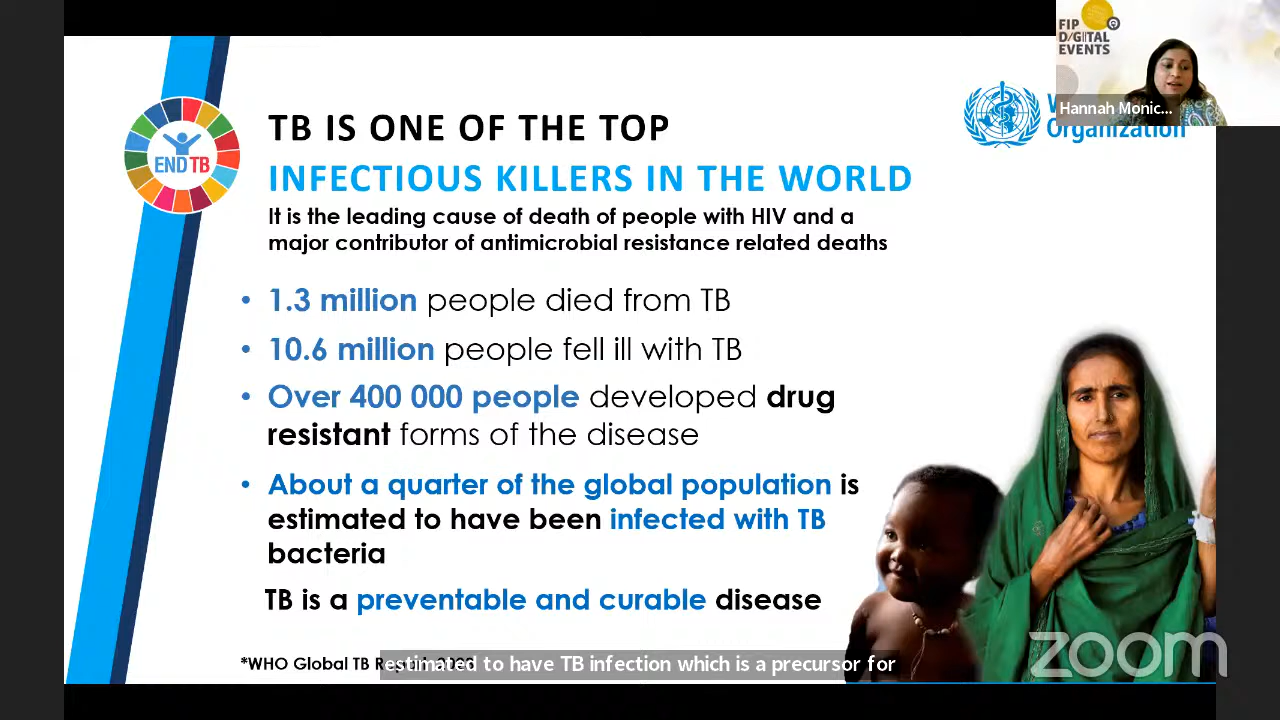 FIP
DIGITAL
EVENTS
Hannah Monic...
END TB
TB IS ONE OF THE TOP
INFECTIOUS KILLERS IN THE WORLD
Organization
It is the leading cause of death of people with HIV and a
major contributor of antimicrobial resistance related deaths
• 1.3 million people died from TB
• 10.6 million people fell ill with TB
• Over 400 000 people developed drug
resistant forms of the disease
• About a quarter of the global population is
estimated to have been infected with TB
bacteria
TB is a preventable and curable disease
*WHO Global TB
estimated to have TB infection which is a precursor for
zoom